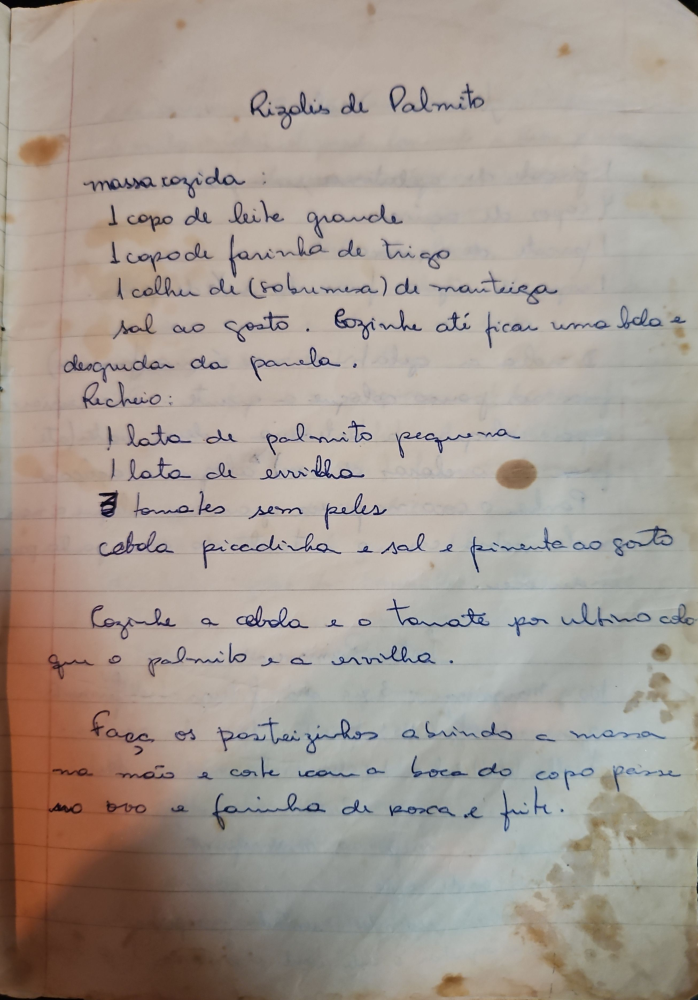 Rizolis de Palmito
massa cozida :
1 copo de leite grande
1 copo de farinha de trigo
1 colher de (sobremesa) de manteiga
sal ao gosto . Cozinhe até ficar uma bola e
desgrudar da panela .
Recheio :
1 lata de palmito pequena
1 lata de ervilha
3 tomates sem peles
cebola picadinha e sal e pimenta ao gosto
Cozinhe a cebola e o tomate por ultimo colo
que o palmito e a ervilha .
Faça os pasteizinhos abrindo a massa
na mão e corte com a boca do copo passe
no ovo e farinha de rosca e frite .